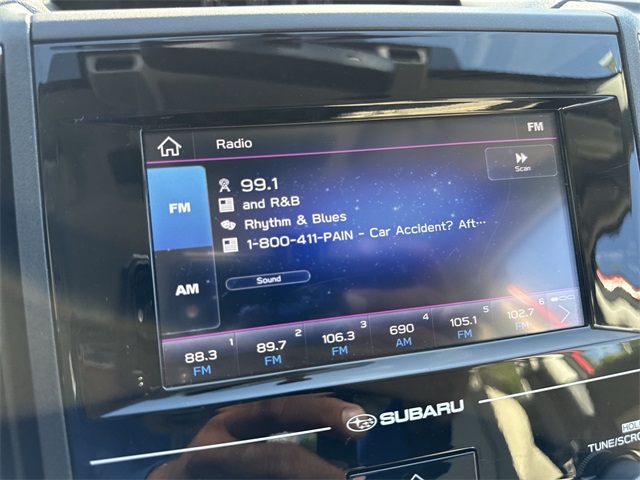 Radio
FM
99.1
Scan
and R&B
FM
Rhythm & Blues
1-800-411-PAIN - Car Accident? Aft⋯
Sound
AM
1 2 3 4 5 6
88.3 89.7 106.3 690 105.1 102.7
FM FM FM AM FM FM
SUBARU
TUNE/SCRO